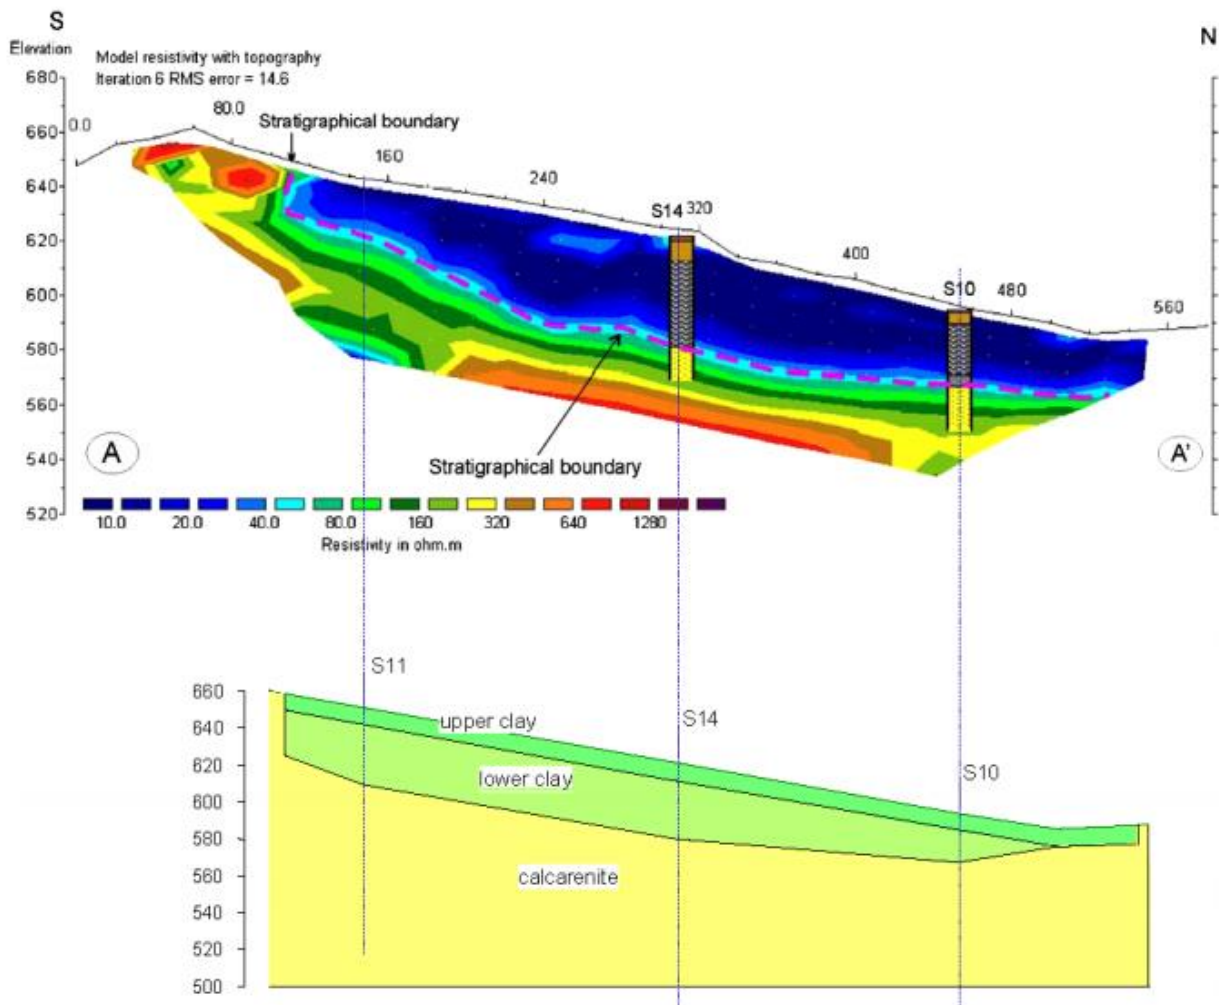 S
N
Elevation
Model resistivity with topography
Iteration 6 RMS error = 14.6
680
660
640
620
600
580
560
540
520
0.0
80.0
Stratigraphical boundary
160
240
S14 320
400
S10
480
560
A
Stratigraphical boundary
A'
10.0 20.0 40.0 80.0 160 320 640 1280
Resistivity in ohm.m
S11
660
640
620
600
580
560
540
520
500
upper clay
S14
lower clay
S10
calcarenite